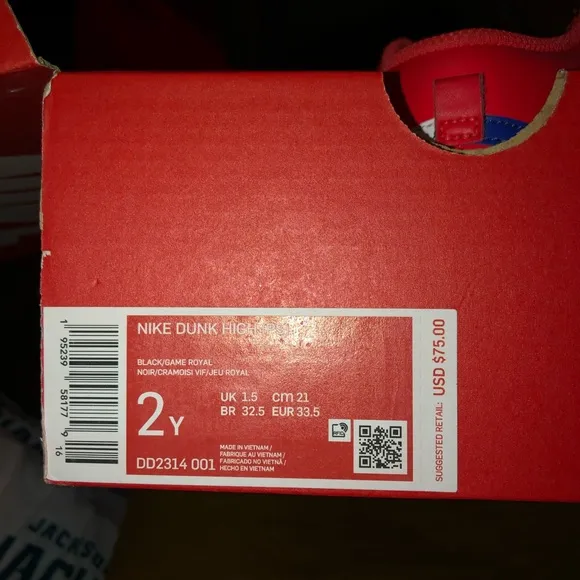 NIKE DUNK HIGH
BLACK/GAME ROYAL
NOIR/CRAMOISI VIF/JEU ROYAL
2Y
UK 1.5 cm 21
BR 32.5 EUR 33.5
DD2314 001
MADE IN VIETNAM /
FABRIQUE AU VIETNAM /
FABRICADO NO VIETNÃ /
HECHO EN VIETNAM
SUGGESTED RETAIL: USD $75.00
1 95239 58177 9
16
JACKSO